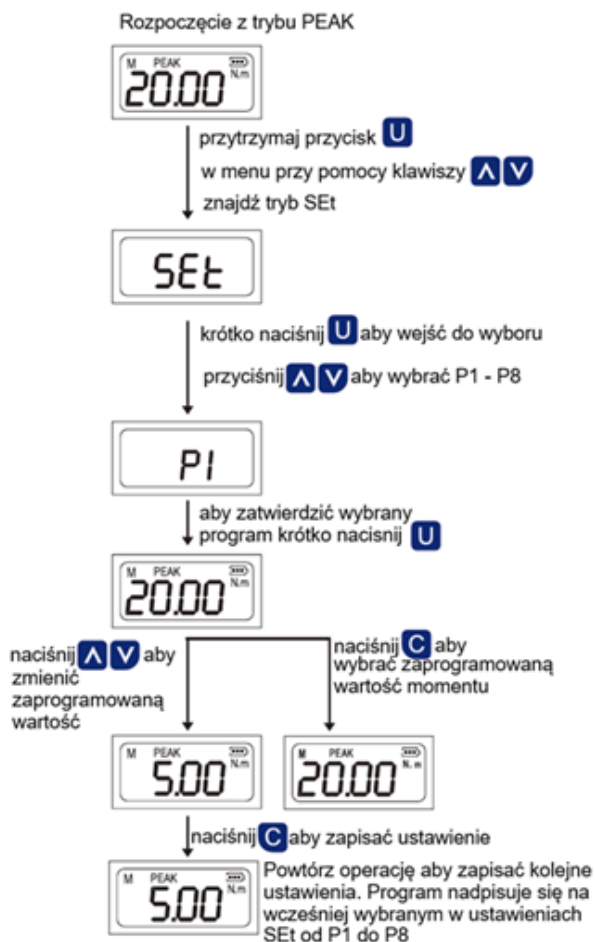 Rozpoczęcie z trybu PEAK
M PEAK
20.00 N.m
przytrzymaj przycisk U
w menu przy pomocy klawiszy ∧ ∨
znajdź tryb SEt
SEt
krótko naciśnij U aby wejść do wyboru
przyciśnij ∧ ∨ aby wybrać P1 - P8
P1
aby zatwierdzić wybrany
program krótko nacisnij U
M PEAK
20.00 N.m
naciśnij ∧ ∨ aby
zmienić
zaprogramowaną
wartość
naciśnij C aby
wybrać zaprogramowaną
wartość momentu
M PEAK
5.00 N.m
M PEAK
20.00 N.m
naciśnij C aby zapisać ustawienie
M PEAK
5.00 N.m
Powtórz operację aby zapisać kolejne
ustawienia. Program nadpisuje się na
wcześniej wybranym w ustawieniach
SEt od P1 do P8